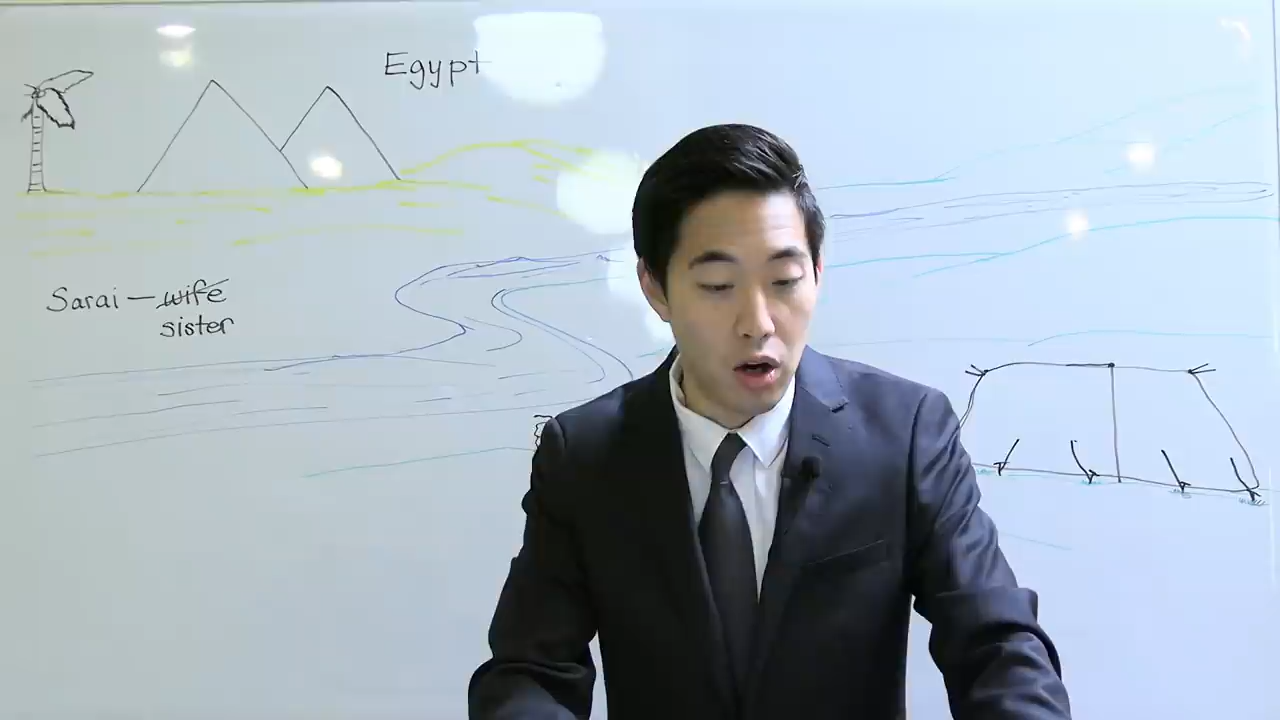 Egypt
Sarai — wife
sister